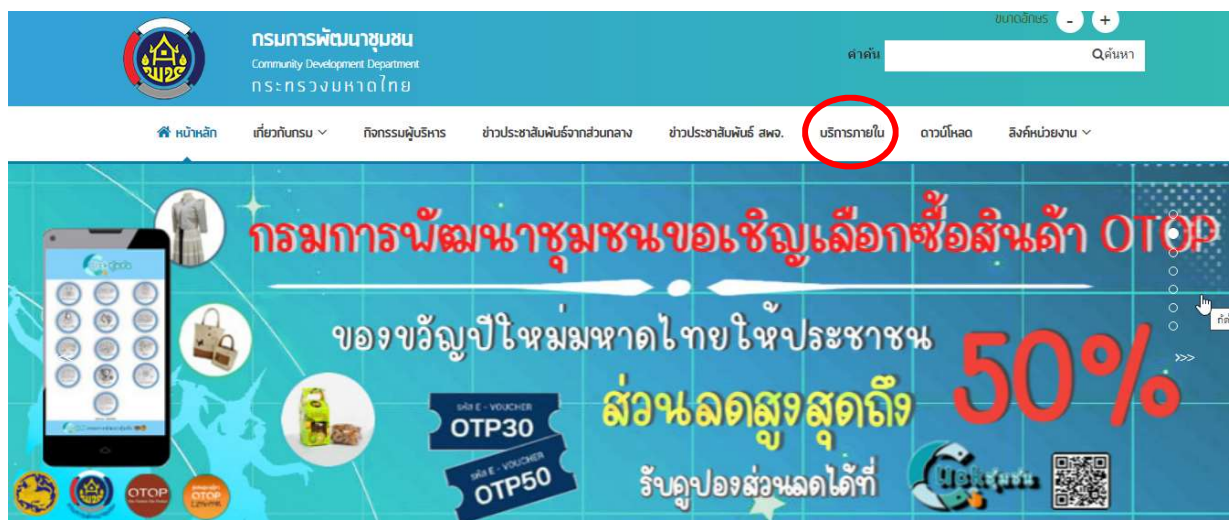 ขนาดอักษร - +
กรมการพัฒนาชุมชน
Community Development Department
กระทรวงมหาดไทย
คำค้น ค้นหา
หน้าหลัก เกี่ยวกับกรม กิจกรรมผู้บริหาร ข่าวประชาสัมพันธ์จากส่วนกลาง ข่าวประชาสัมพันธ์ สพจ. บริการภายใน ดาวน์โหลด ลิงค์หน่วยงาน
กรมการพัฒนาชุมชนขอเชิญเลือกซื้อสินค้า OTOP
ของขวัญปีใหม่มหาดไทยให้ประชาชน
ส่วนลดสูงสุดถึง 50%
รหัส E - VOUCHER
OTP30
รหัส E - VOUCHER
OTP50
รับคูปองส่วนลดได้ที่
OTOP
OTOP
>>>